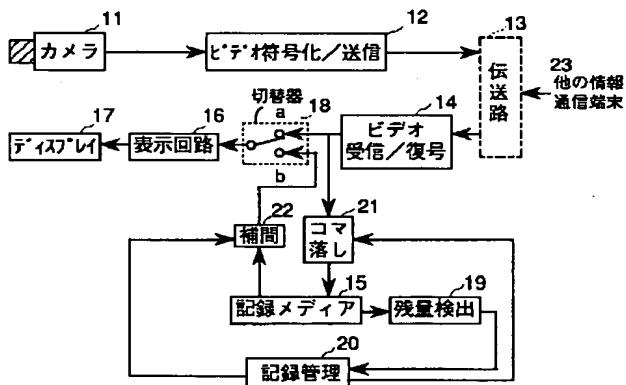 11
カメラ
12
ビデオ符号化/送信
13
伝送路
23
他の情報
通信端末
切替器
a
18
b
17
ディスプレイ
16
表示回路
14
ビデオ
受信/復号
22
補間
21
コマ
落し
15
記録メディア
19
残量検出
20
記録管理